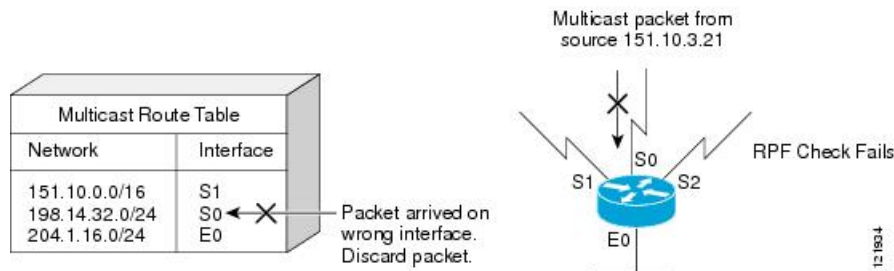 Multicast packet from
source 151.10.3.21
Multicast Route Table
Network Interface
151.10.0.0/16 S1
198.14.32.0/24 S0
204.1.16.0/24 E0
Packet arrived on
wrong interface.
Discard packet.
S0
S1
S2
E0
RPF Check Fails
121934